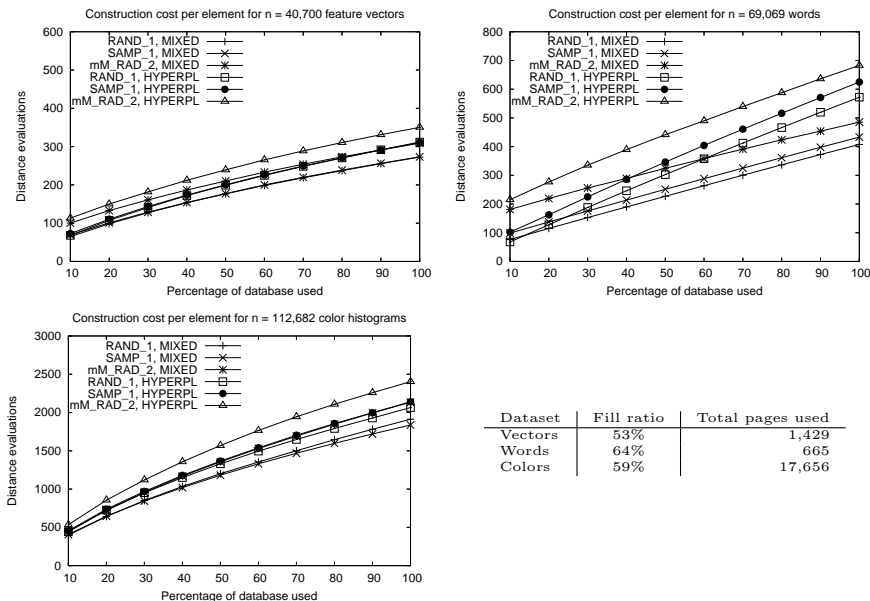 Construction cost per element for n = 40,700 feature vectors
600
500
400
300
200
100
0
Distance evaluations
RAND_1, MIXED
SAMP_1, MIXED
mM_RAD_2, MIXED
RAND_1, HYPERPL
SAMP_1, HYPERPL
mM_RAD_2, HYPERPL
10 20 30 40 50 60 70 80 90 100
Percentage of database used
Construction cost per element for n = 69,069 words
800
700
600
500
400
300
200
100
0
Distance evaluations
RAND_1, MIXED
SAMP_1, MIXED
mM_RAD_2, MIXED
RAND_1, HYPERPL
SAMP_1, HYPERPL
mM_RAD_2, HYPERPL
10 20 30 40 50 60 70 80 90 100
Percentage of database used
Construction cost per element for n = 112,682 color histograms
3000
2500
2000
1500
1000
500
0
Distance evaluations
RAND_1, MIXED
SAMP_1, MIXED
mM_RAD_2, MIXED
RAND_1, HYPERPL
SAMP_1, HYPERPL
mM_RAD_2, HYPERPL
10 20 30 40 50 60 70 80 90 100
Percentage of database used
Dataset Fill ratio Total pages used
Vectors 53% 1,429
Words 64% 665
Colors 59% 17,656